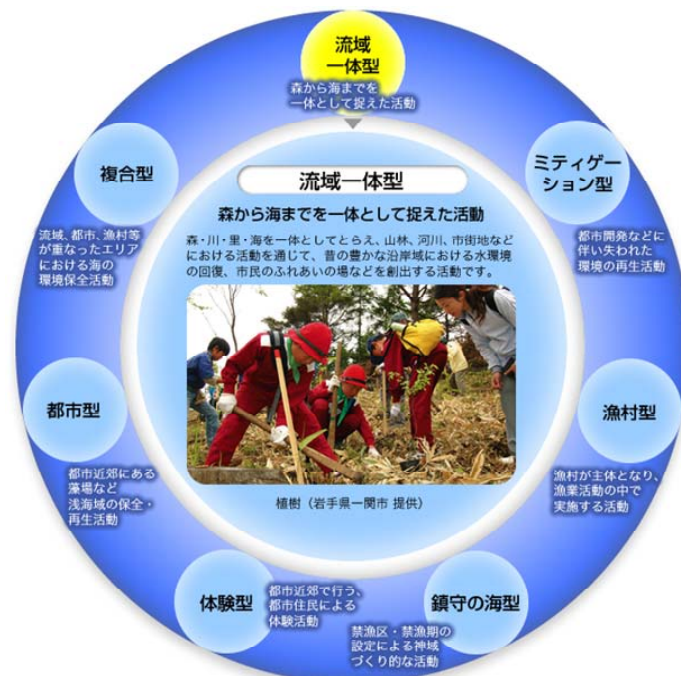 流域
一体型
森から海までを
一体として捉えた活動
ミティゲー
ション型
都市開発などに
伴い失われた
環境の再生活動
漁村型
漁村が主体となり、
漁業活動の中で
実施する活動
鎮守の海型
禁漁区・禁漁期の
設定による神域
づくり的な活動
体験型
都市近郊で行う、
都市住民による
体験活動
都市型
都市近郊にある
藻場など
浅海域の保全・
再生活動
複合型
流域、都市、漁村等
が重なったエリア
における海の
環境保全活動
流域一体型
森から海までを一体として捉えた活動
森・川・里・海を一体としてとらえ、山林、河川、市街地など
における活動を通じて、昔の豊かな沿岸域における水環境
の回復、市民のふれあいの場などを創出する活動です。
植樹（岩手県一関市 提供）